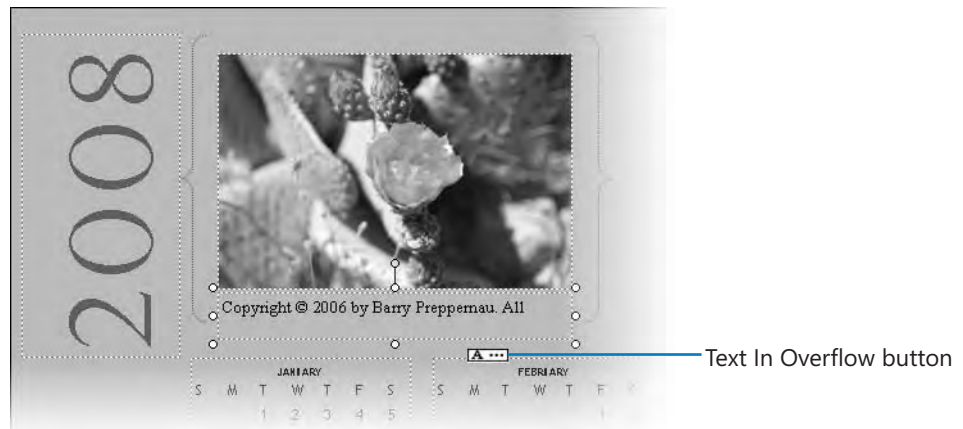 2008
Copyright © 2006 by Barry Preppernau. All
A ...
Text In Overflow button
JANUARY
FEBRUARY
S M T W T F S
S M T W T F
1 2 3 4 5
1